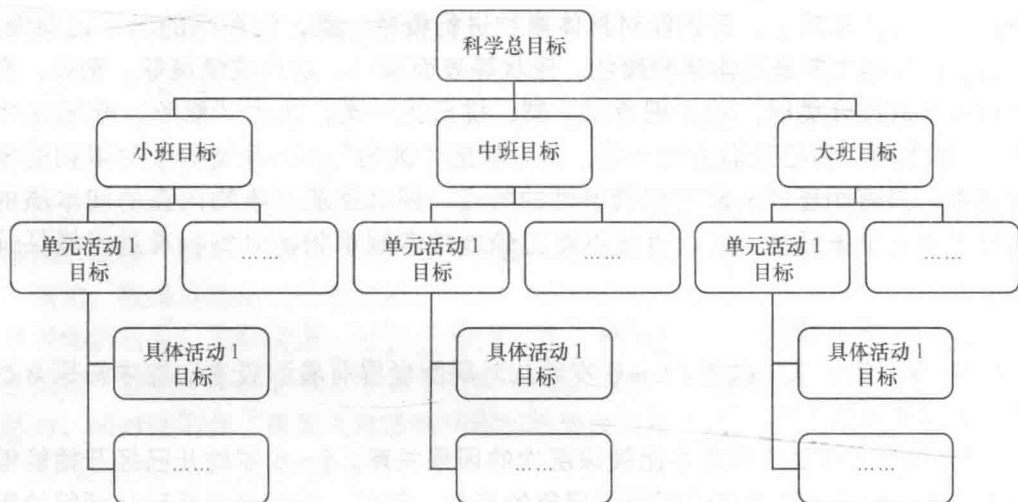 科学总目标
小班目标
中班目标
大班目标
单元活动1
目标
……
单元活动1
目标
……
单元活动1
目标
……
具体活动1
目标
具体活动1
目标
具体活动1
目标
……
……
……